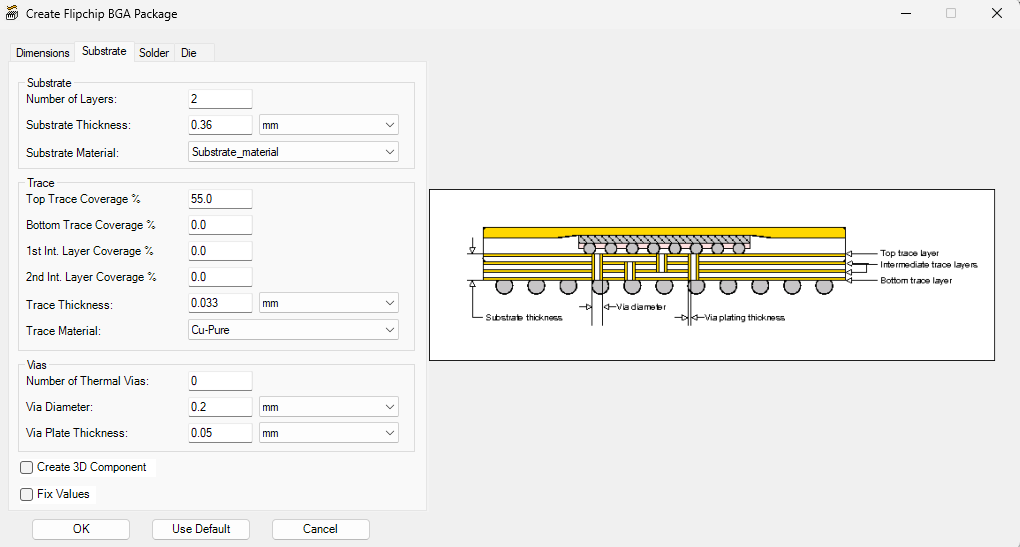 Create Flipchip BGA Package
Dimensions Substrate Solder Die
Substrate
Number of Layers: 2
Substrate Thickness: 0.36 mm
Substrate Material: Substrate_material
Trace
Top Trace Coverage % 55.0
Bottom Trace Coverage % 0.0
1st Int. Layer Coverage % 0.0
2nd Int. Layer Coverage % 0.0
Trace Thickness: 0.033 mm
Trace Material: Cu-Pure
Vias
Number of Thermal Vias: 0
Via Diameter: 0.2 mm
Via Plate Thickness: 0.05 mm
Create 3D Component
Fix Values
OK Use Default Cancel
Top trace layer
Intermediate trace layers
Bottom trace layer
Via diameter
Substrate thickness
Via plating thickness